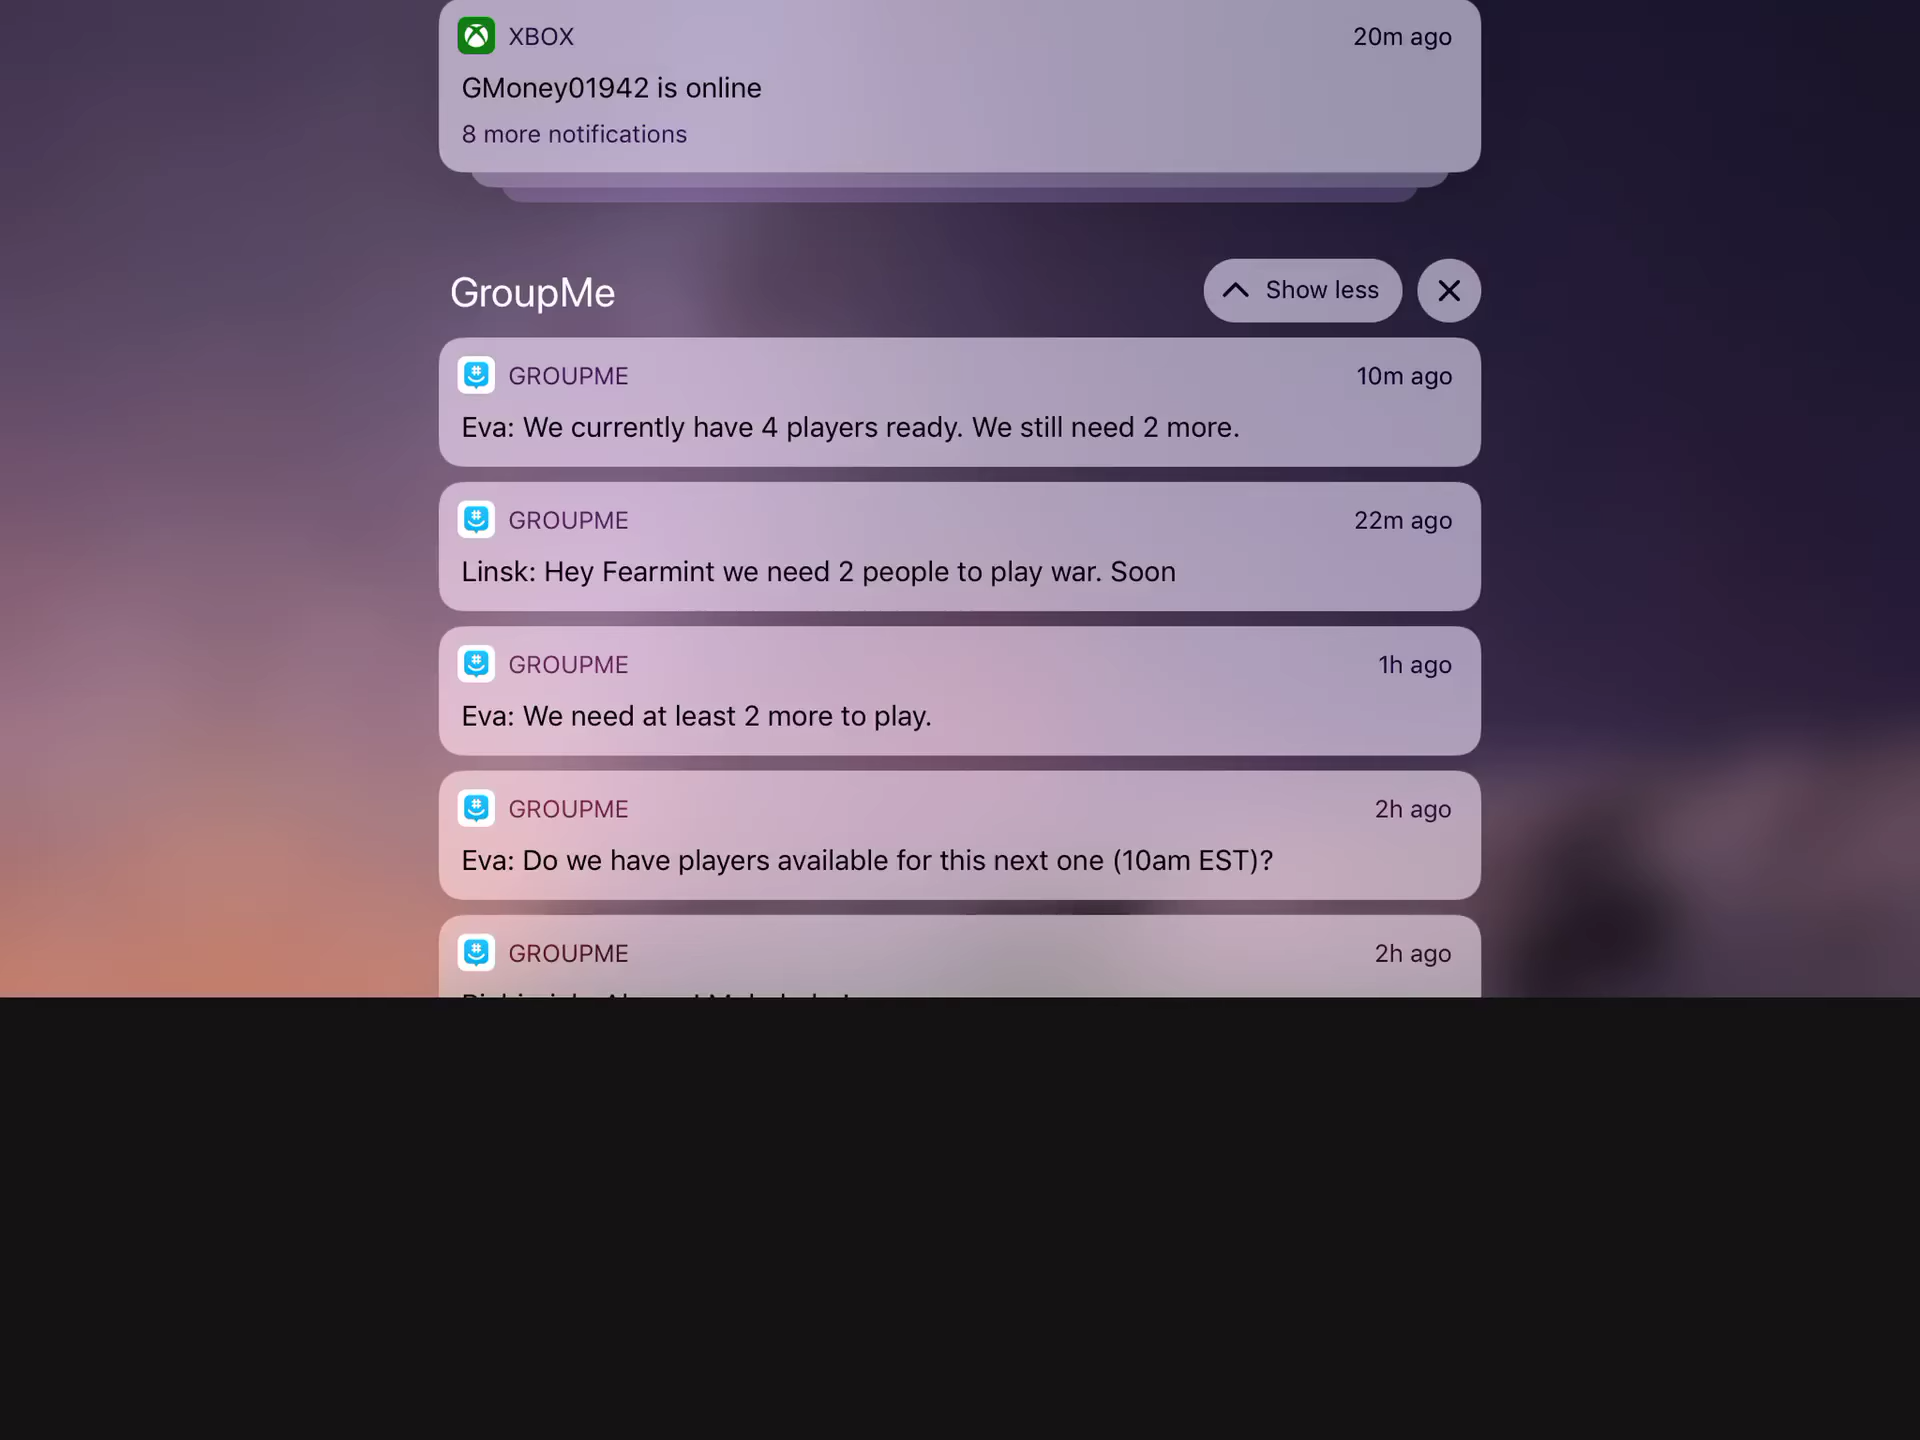 XBOX 20m ago
GMoney01942 is online
8 more notifications
GroupMe Show less
GROUPME 10m ago
Eva: We currently have 4 players ready. We still need 2 more.
GROUPME 22m ago
Linsk: Hey Fearmint we need 2 people to play war. Soon
GROUPME 1h ago
Eva: We need at least 2 more to play.
GROUPME 2h ago
Eva: Do we have players available for this next one (10am EST)?
GROUPME 2h ago